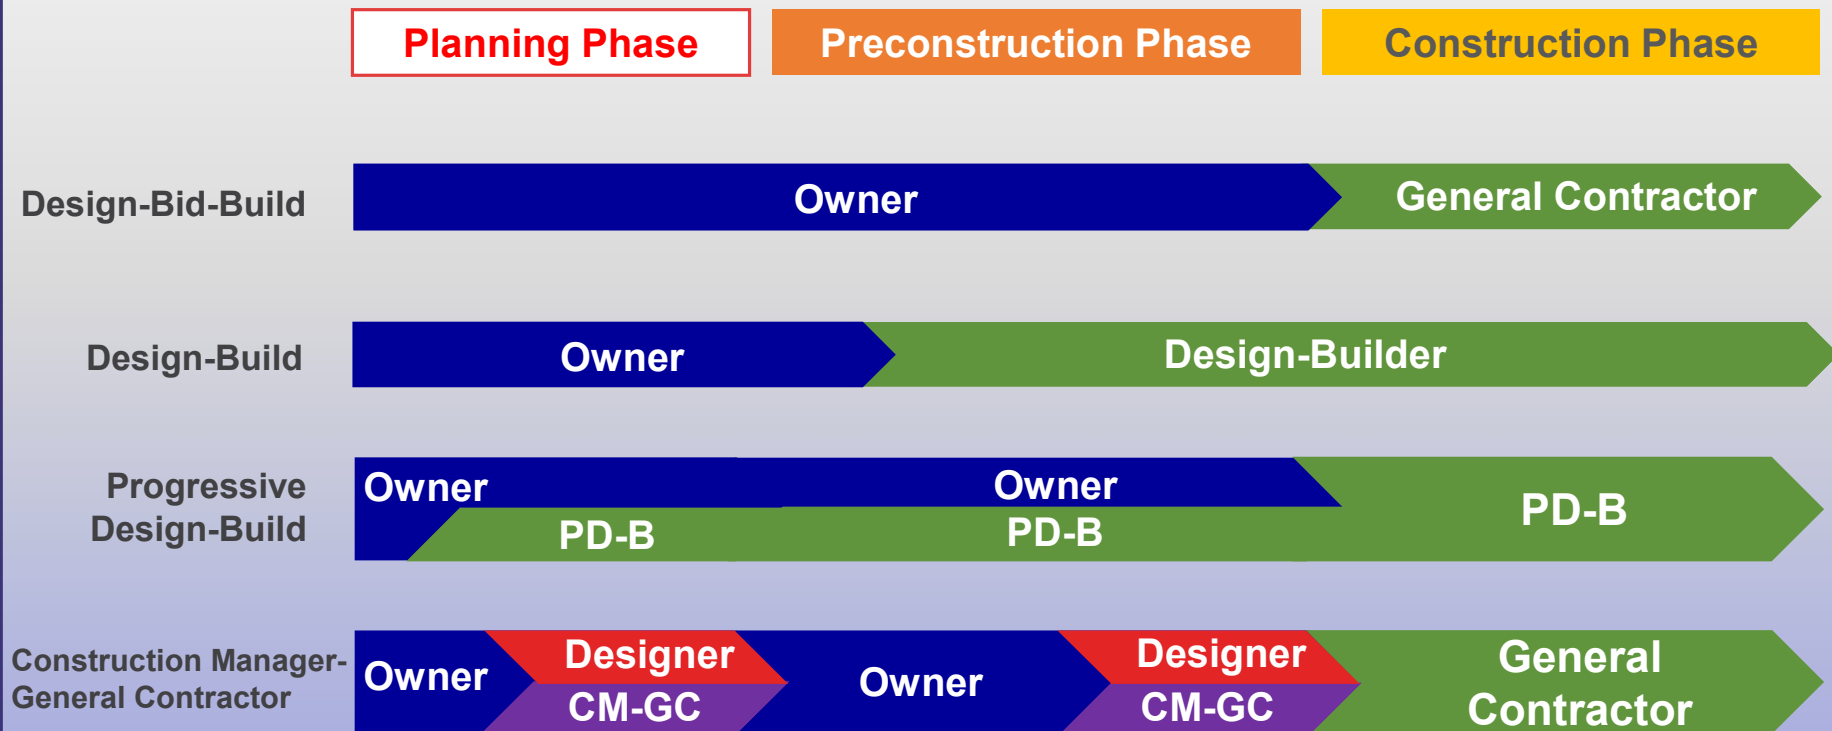 Planning Phase
Preconstruction Phase
Construction Phase
Design-Bid-Build
Owner
General Contractor
Design-Build
Owner
Design-Builder
Progressive
Design-Build
Owner
PD-B
Owner
PD-B
PD-B
Construction Manager-
General Contractor
Owner
Designer
CM-GC
Owner
Designer
CM-GC
General
Contractor